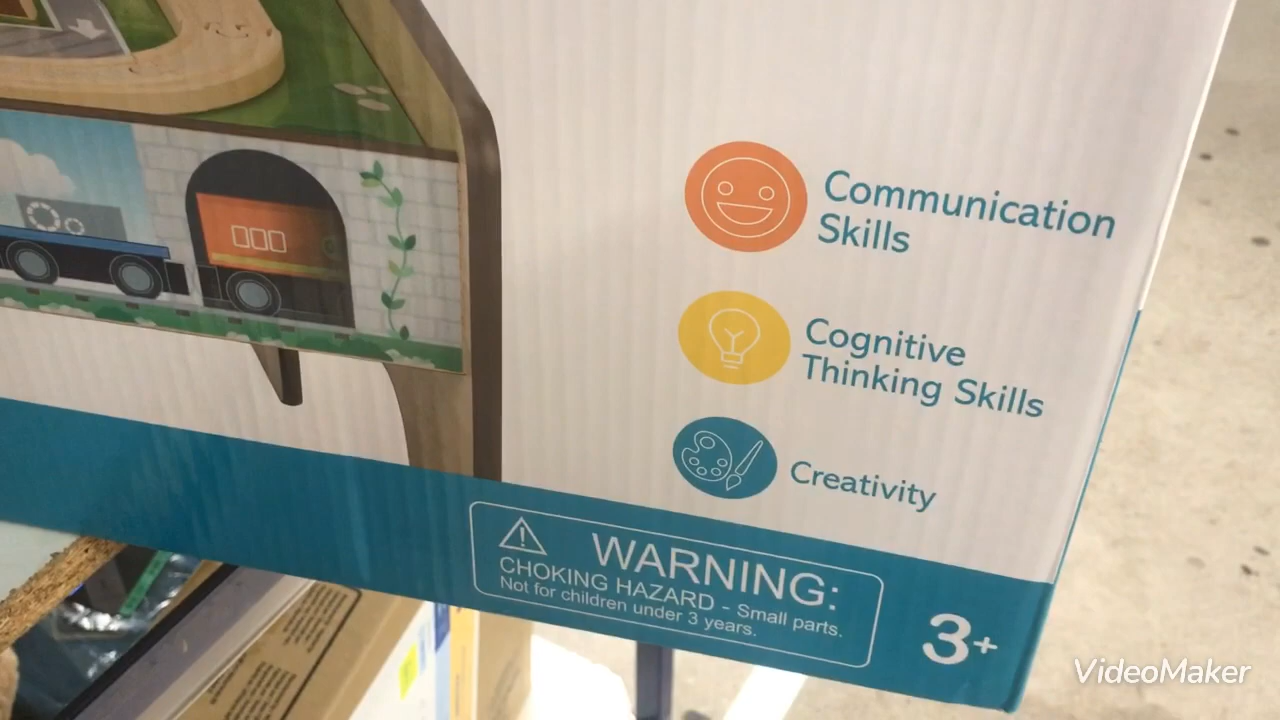 Communication
Skills
Cognitive
Thinking Skills
Creativity
WARNING:
CHOKING HAZARD - Small parts.
Not for children under 3 years.
3+
VideoMaker